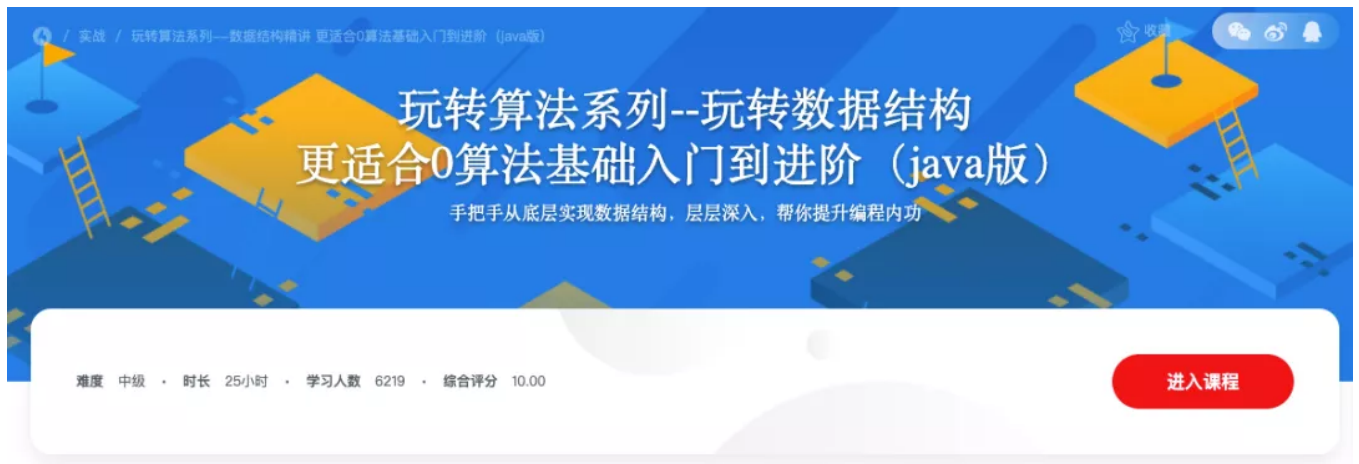 / 实战 / 玩转算法系列--数据结构精讲 更适合0算法基础入门到进阶（java版）
收藏
玩转算法系列--玩转数据结构
更适合0算法基础入门到进阶（java版）
手把手从底层实现数据结构，层层深入，帮你提升编程内功
难度 中级 · 时长 25小时 · 学习人数 6219 · 综合评分 10.00
进入课程